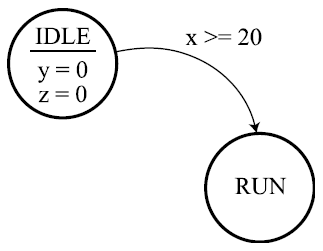 IDLE
y = 0
z = 0
x >= 20
RUN